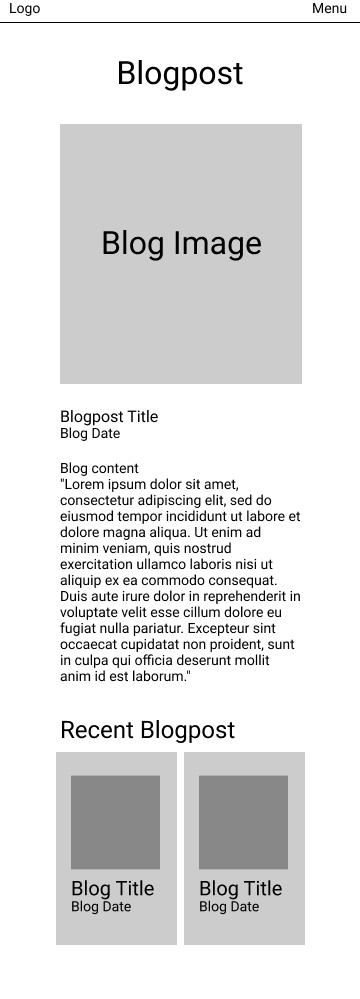 Logo
Menu
Blogpost
Blog Image
Blogpost Title
Blog Date
Blog content
"Lorem ipsum dolor sit amet,
consectetur adipiscing elit, sed do
eiusmod tempor incididunt ut labore et
dolore magna aliqua. Ut enim ad
minim veniam, quis nostrud
exercitation ullamco laboris nisi ut
aliquip ex ea commodo consequat.
Duis aute irure dolor in reprehenderit in
voluptate velit esse cillum dolore eu
fugiat nulla pariatur. Excepteur sint
occaecat cupidatat non proident, sunt
in culpa qui officia deserunt mollit
anim id est laborum."
Recent Blogpost
Blog Title
Blog Date
Blog Title
Blog Date